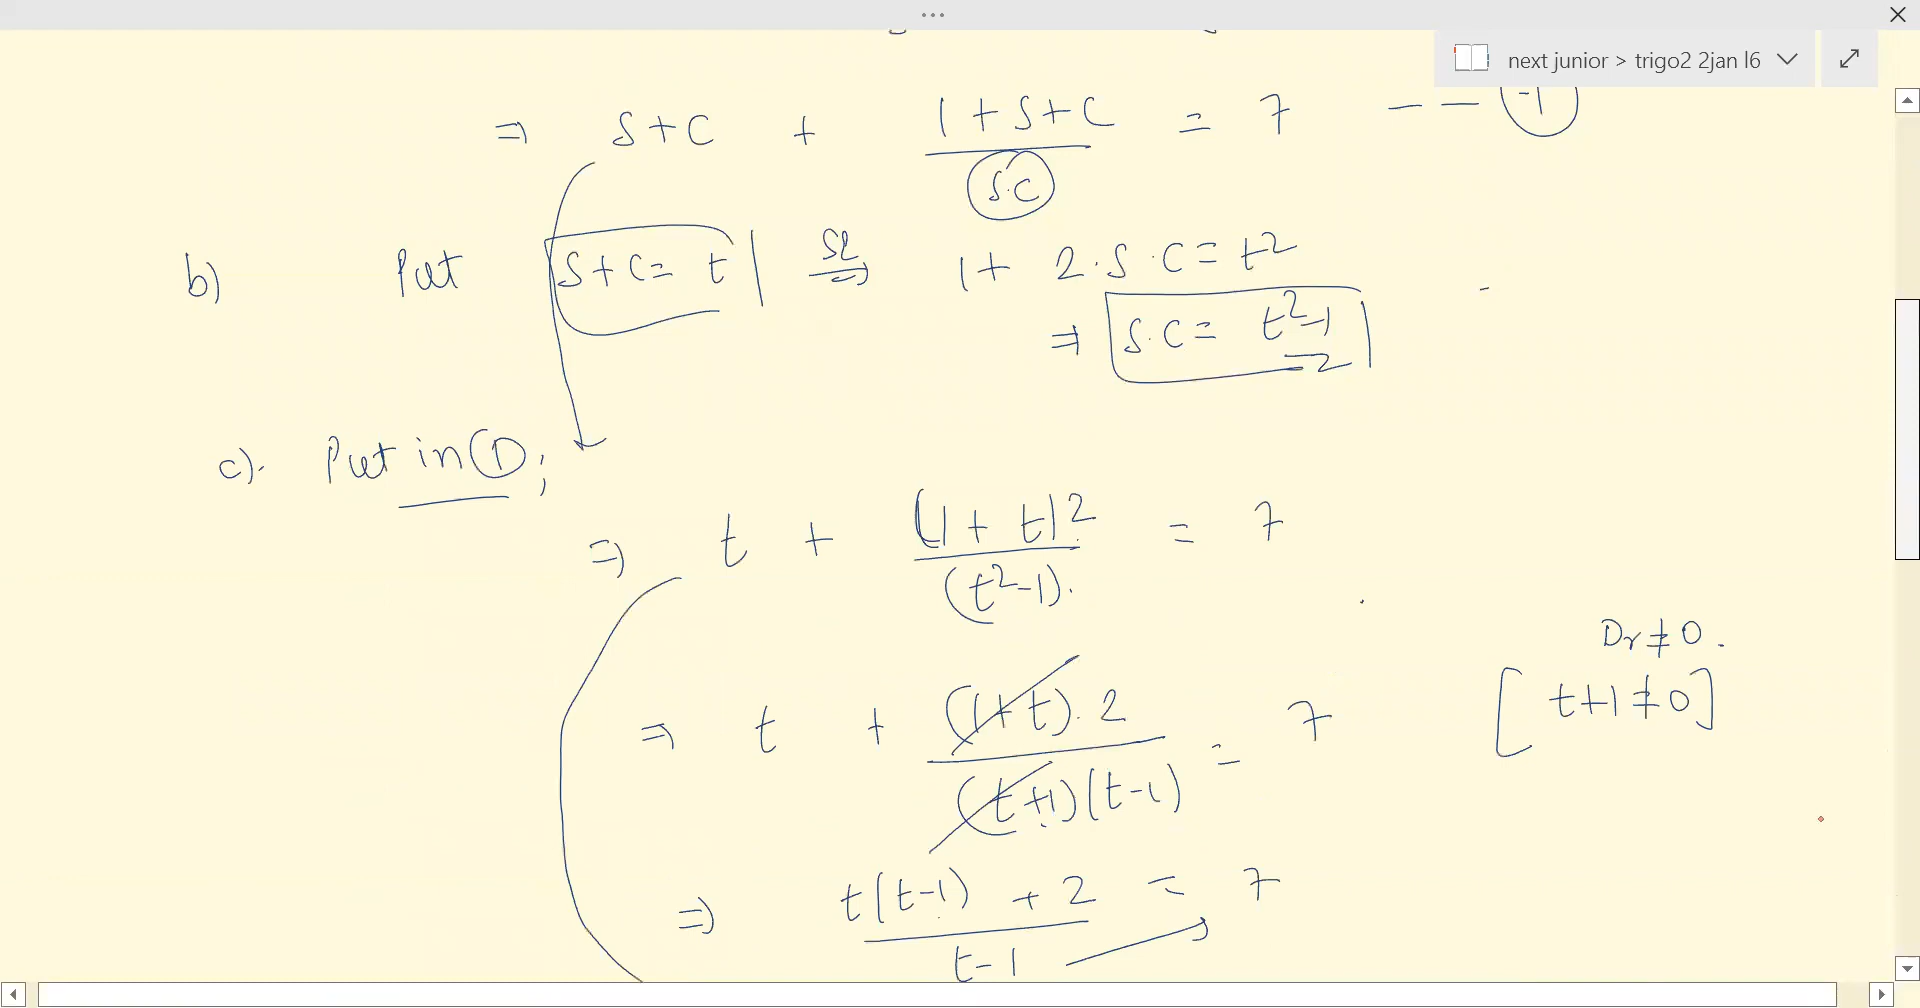 next junior > trigo2 2jan l6
⇒ S+C + (1+S+C)/(S.C) = 7 -- (1)
b) Put S+C = t | ⇒ 1 + 2.S.C = t²
⇒ S.C = (t²-1)/2
c). Put in (1);
⇒ t + (1+t)2/(t²-1). = 7
Dr ≠ 0.
⇒ t + (1+t).2/(t+1)(t-1) = 7 [t+1 ≠ 0]
⇒ (t(t-1) + 2)/(t-1) = 7